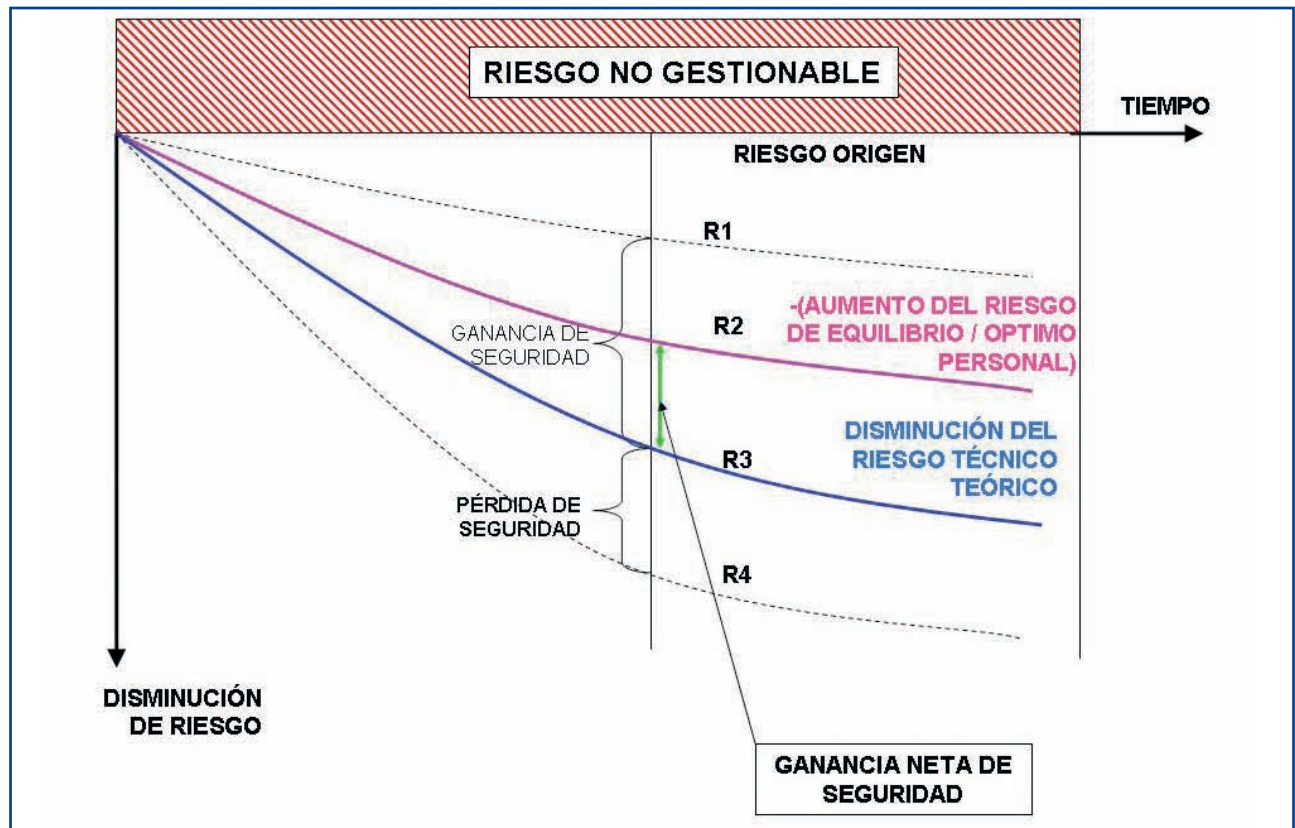 RIESGO NO GESTIONABLE
TIEMPO
RIESGO ORIGEN
R1
-(AUMENTO DEL RIESGO
DE EQUILIBRIO / OPTIMO
PERSONAL)
R2
GANANCIA DE
SEGURIDAD
DISMINUCIÓN DEL
RIESGO TÉCNICO
TEÓRICO
R3
PÉRDIDA DE
SEGURIDAD
R4
DISMINUCIÓN
DE RIESGO
GANANCIA NETA DE
SEGURIDAD